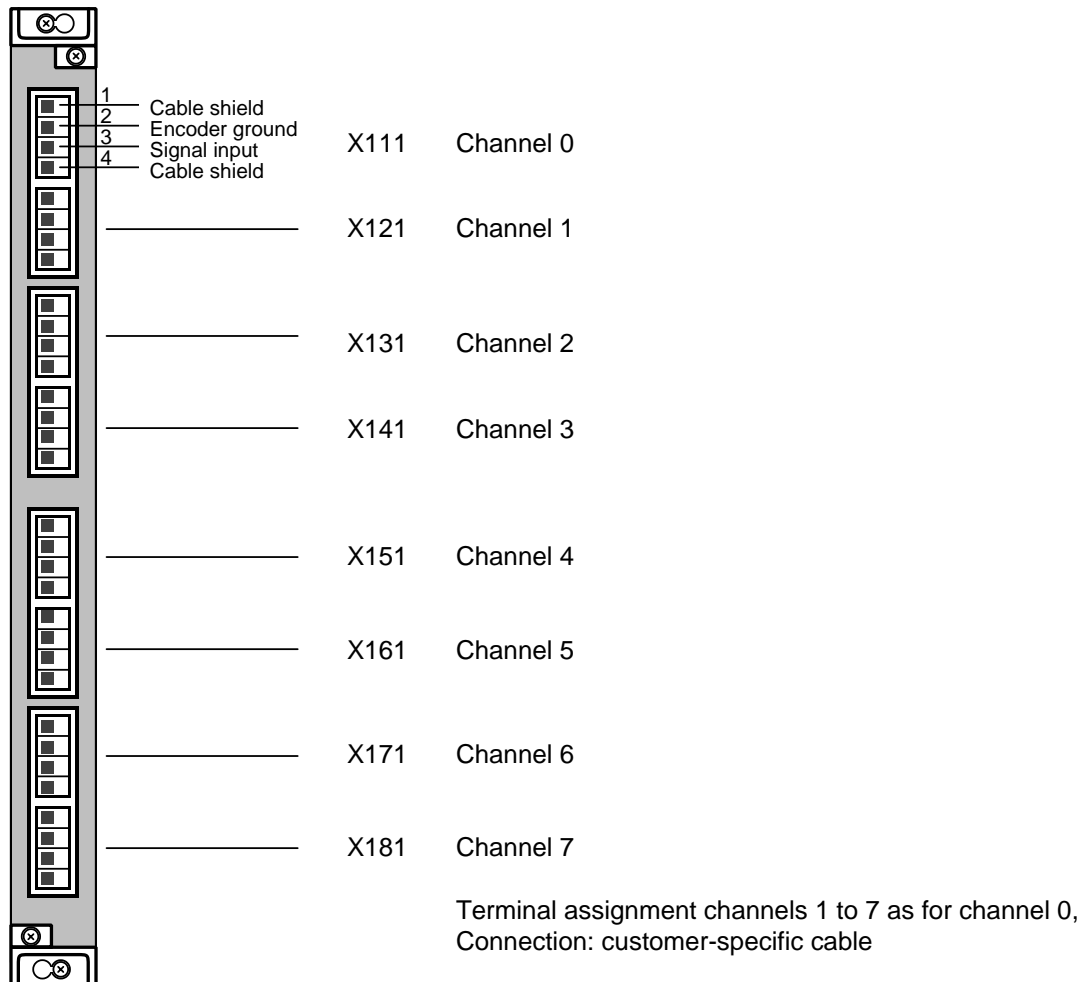 1 Cable shield
2 Encoder ground
3 Signal input
4 Cable shield
X111 Channel 0
X121 Channel 1
X131 Channel 2
X141 Channel 3
X151 Channel 4
X161 Channel 5
X171 Channel 6
X181 Channel 7
Terminal assignment channels 1 to 7 as for channel 0,
Connection: customer-specific cable